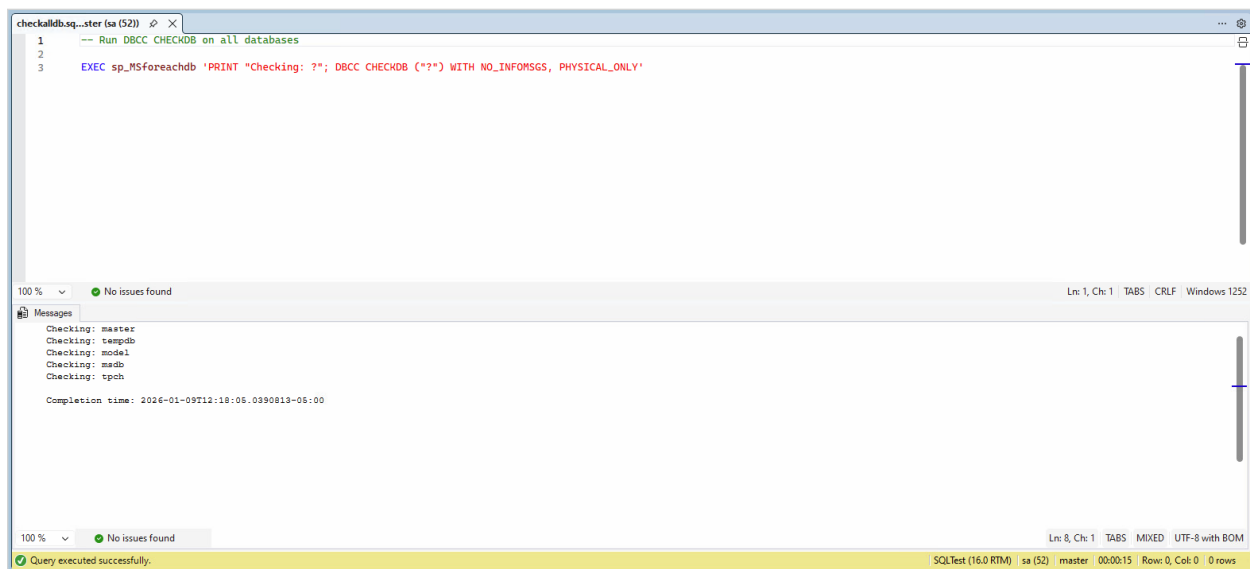 checkalldb.sq...ster (sa (52))
1 -- Run DBCC CHECKDB on all databases
2
3 EXEC sp_MSforeachdb 'PRINT "Checking: ?"; DBCC CHECKDB ("?") WITH NO_INFOMSGS, PHYSICAL_ONLY'
100 % No issues found Ln: 1, Ch: 1 TABS CRLF Windows 1252
Messages
Checking: master
Checking: tempdb
Checking: model
Checking: msdb
Checking: tpch
Completion time: 2026-01-09T12:18:05.0390813-05:00
100 % No issues found Ln: 8, Ch: 1 TABS MIXED UTF-8 with BOM
Query executed successfully. SQLTest (16.0 RTM) sa (52) master 00:00:15 Row: 0, Col: 0 0 rows